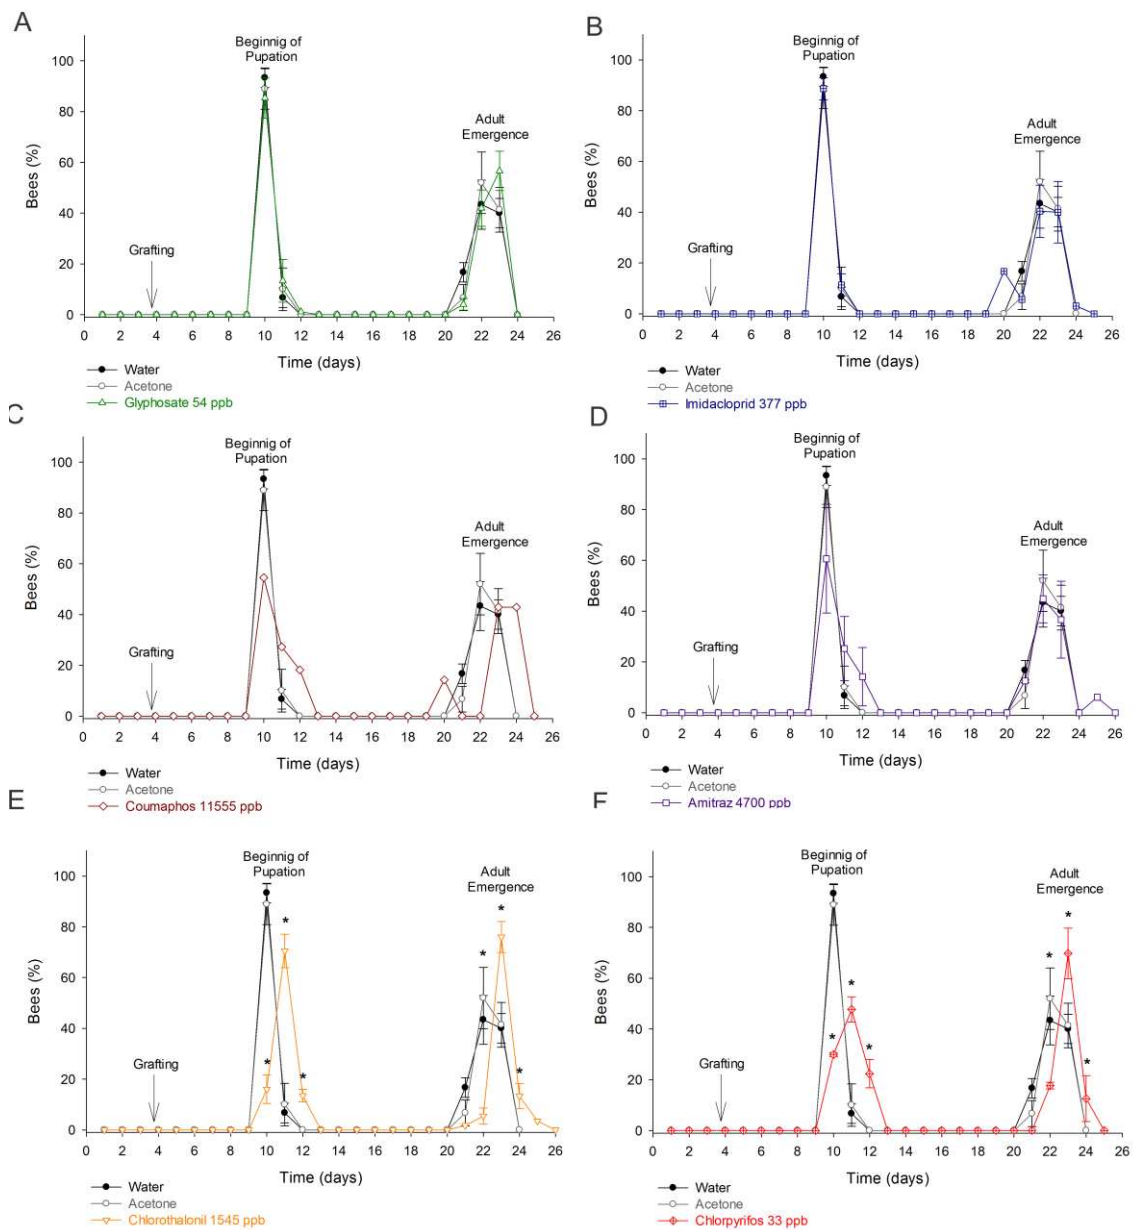 A
Beginnig of
Pupation
Adult
Emergence
Grafting
Bees (%)
100
80
60
40
20
0
0 2 4 6 8 10 12 14 16 18 20 22 24 26
Time (days)
Water
Acetone
Glyphosate 54 ppb
B
Beginnig of
Pupation
Adult
Emergence
Grafting
Bees (%)
100
80
60
40
20
0
0 2 4 6 8 10 12 14 16 18 20 22 24 26
Time (days)
Water
Acetone
Imidacloprid 377 ppb
C
Beginnig of
Pupation
Adult
Emergence
Grafting
Bees (%)
100
80
60
40
20
0
0 2 4 6 8 10 12 14 16 18 20 22 24 26
Time (days)
Water
Acetone
Coumaphos 11555 ppb
D
Beginnig of
Pupation
Adult
Emergence
Grafting
Bees (%)
100
80
60
40
20
0
0 2 4 6 8 10 12 14 16 18 20 22 24 26
Time (days)
Water
Acetone
Amitraz 4700 ppb
E
Beginnig of
Pupation
Adult
Emergence
* * * * * *
Grafting
Bees (%)
100
80
60
40
20
0
0 2 4 6 8 10 12 14 16 18 20 22 24 26
Time (days)
Water
Acetone
Chlorothalonil 1545 ppb
F
Beginnig of
Pupation
Adult
Emergence
* * * * * *
Grafting
Bees (%)
100
80
60
40
20
0
0 2 4 6 8 10 12 14 16 18 20 22 24 26
Time (days)
Water
Acetone
Chlorpyrifos 33 ppb